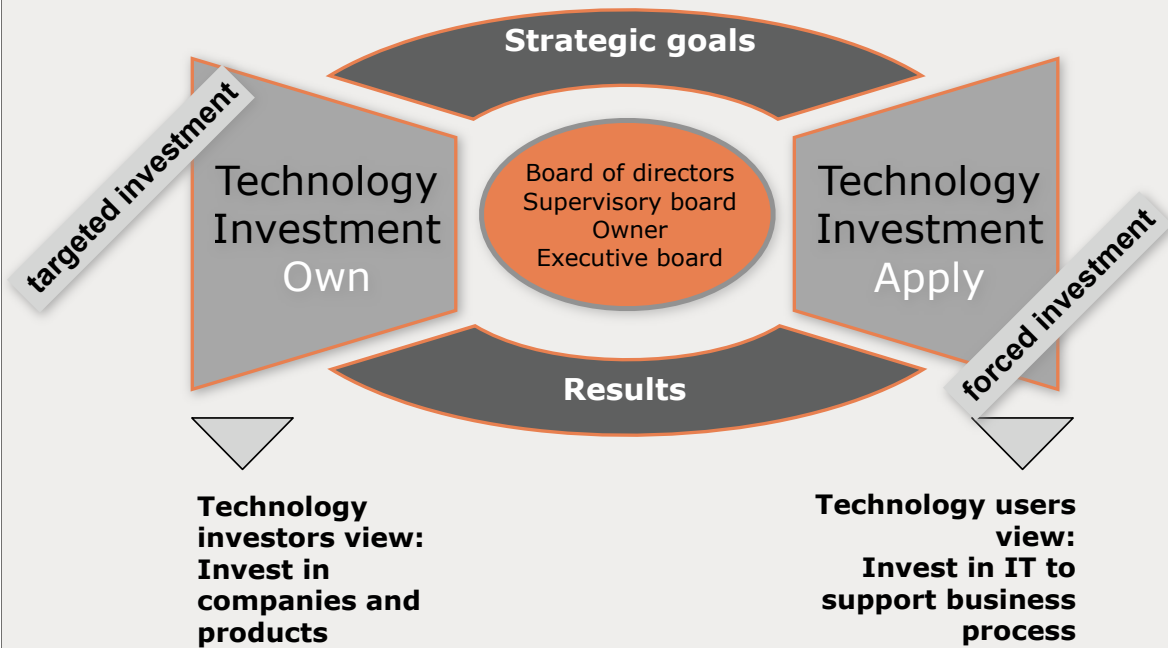 Strategic goals
targeted investment
Technology
Investment
Own
Board of directors
Supervisory board
Owner
Executive board
Technology
Investment
Apply
forced investment
Results
Technology
investors view:
Invest in
companies and
products
Technology users
view:
Invest in IT to
support business
process